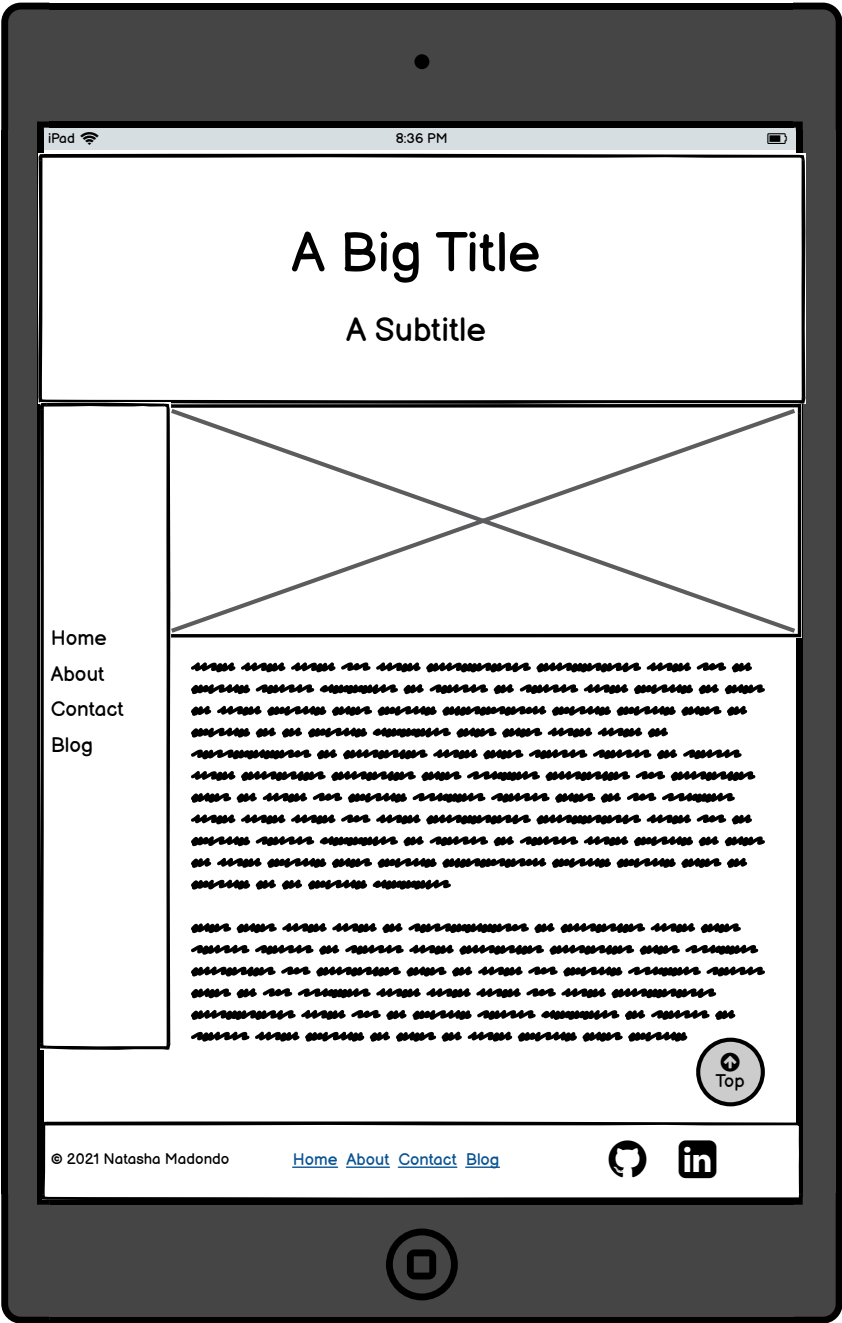 iPad
8:36 PM
A Big Title
A Subtitle
Home
About
Contact
Blog
Top
© 2021 Natasha Madondo
Home About Contact Blog
in